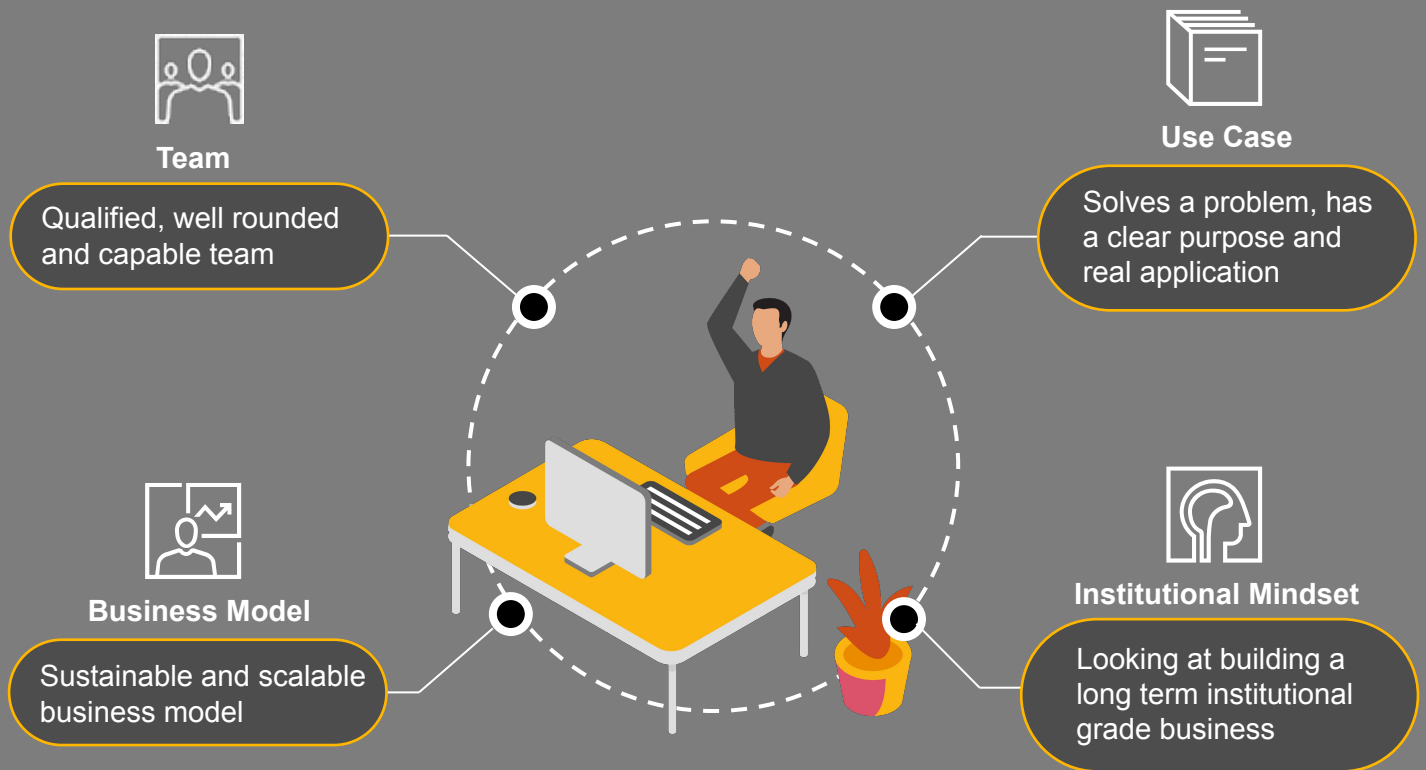 Team
Qualified, well rounded
and capable team
Use Case
Solves a problem, has
a clear purpose and
real application
Business Model
Sustainable and scalable
business model
Institutional Mindset
Looking at building a
long term institutional
grade business